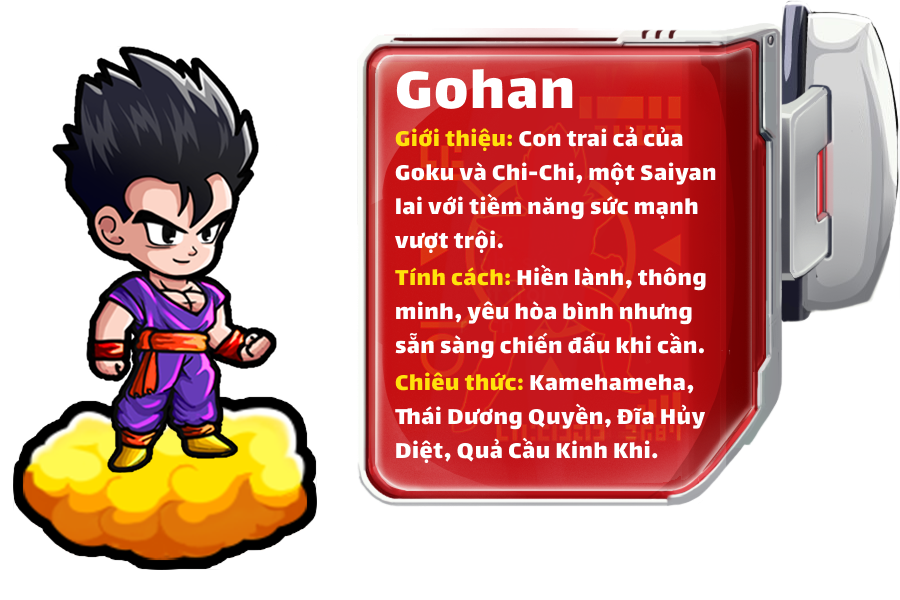 Gohan
Giới thiệu: Con trai cả của
Goku và Chi-Chi, một Saiyan
lai với tiềm năng sức mạnh
vượt trội.
Tính cách: Hiền lành, thông
minh, yêu hòa bình nhưng
sẵn sàng chiến đấu khi cần.
Chiêu thức: Kamehameha,
Thái Dương Quyền, Đĩa Hủy
Diệt, Quả Cầu Kinh Khi.